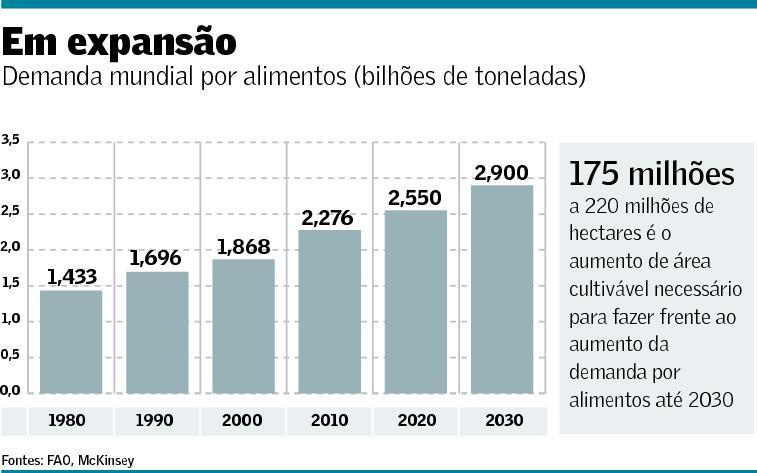 Em expansão
Demanda mundial por alimentos (bilhões de toneladas)
3,5
3,0
2,5
2,0
1,5
1,0
0,5
0,0
1,433
1,696
1,868
2,276
2,550
2,900
1980
1990
2000
2010
2020
2030
175 milhões
a 220 milhões de
hectares é o
aumento de área
cultivável necessário
para fazer frente ao
aumento da
demanda por
alimentos até 2030
Fontes: FAO, McKinsey